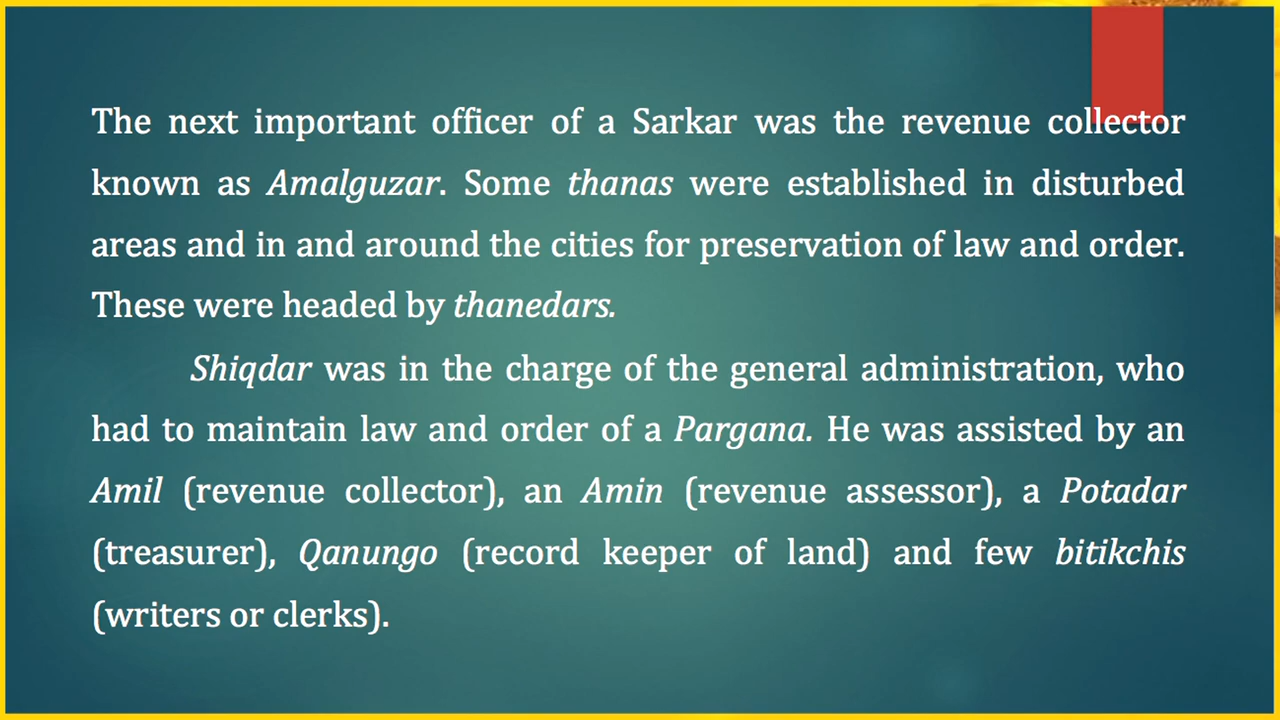 The next important officer of a Sarkar was the revenue collector
known as Amalguzar. Some thanas were established in disturbed
areas and in and around the cities for preservation of law and order.
These were headed by thanedars.
Shiqdar was in the charge of the general administration, who
had to maintain law and order of a Pargana. He was assisted by an
Amil (revenue collector), an Amin (revenue assessor), a Potadar
(treasurer), Qanungo (record keeper of land) and few bitikchis
(writers or clerks).